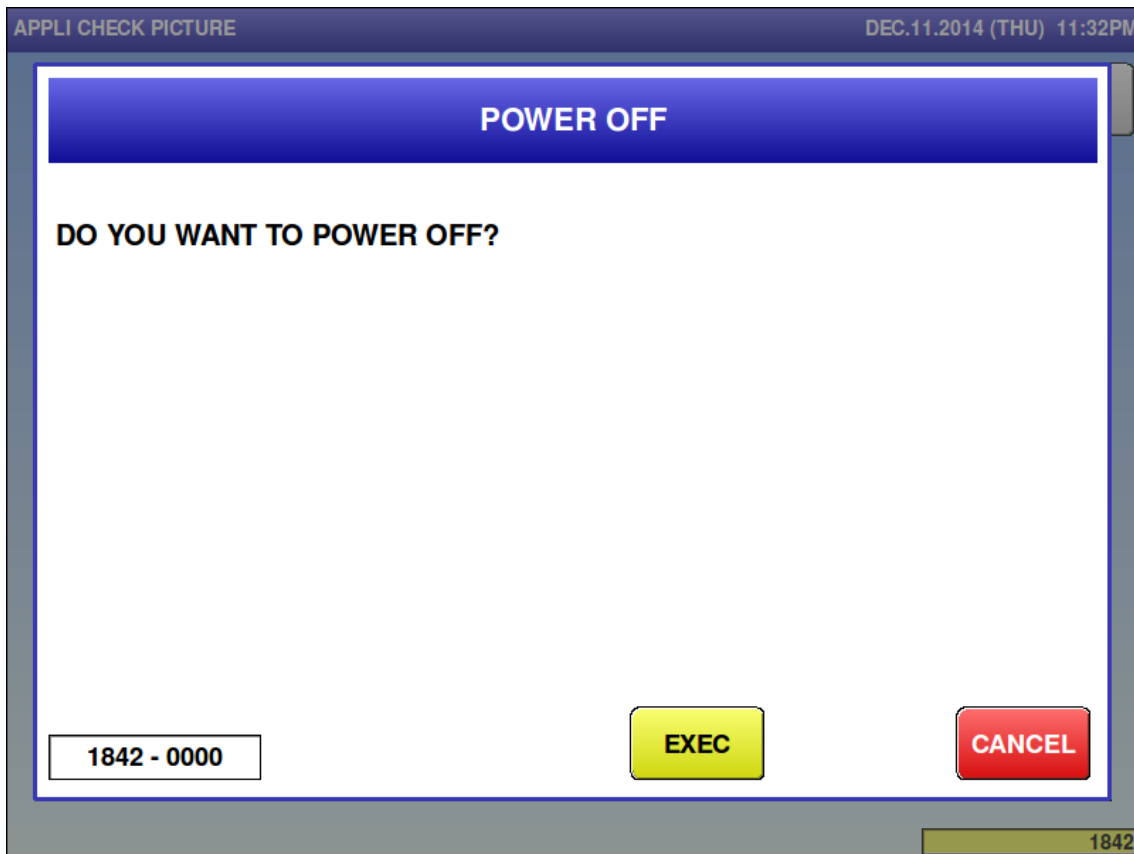 APPLI CHECK PICTURE DEC.11.2014 (THU) 11:32PM
POWER OFF
DO YOU WANT TO POWER OFF?
1842 - 0000 EXEC CANCEL
1842